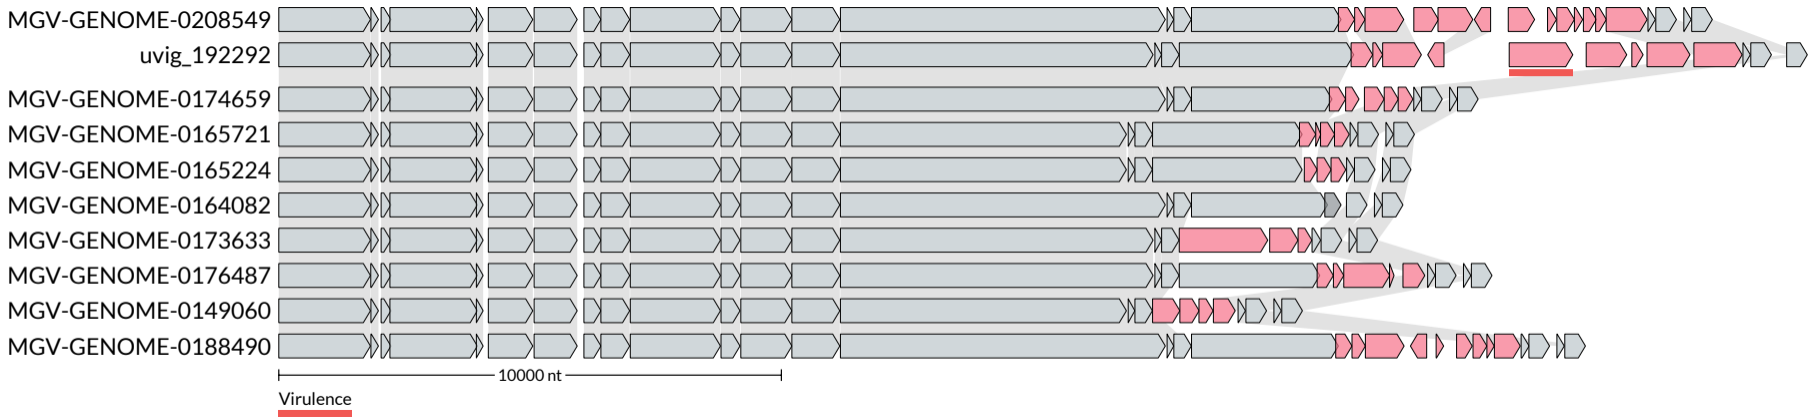 MGV-GENOME-0208549
uvig_192292
MGV-GENOME-0174659
MGV-GENOME-0165721
MGV-GENOME-0165224
MGV-GENOME-0164082
MGV-GENOME-0173633
MGV-GENOME-0176487
MGV-GENOME-0149060
MGV-GENOME-0188490
10000 nt
Virulence